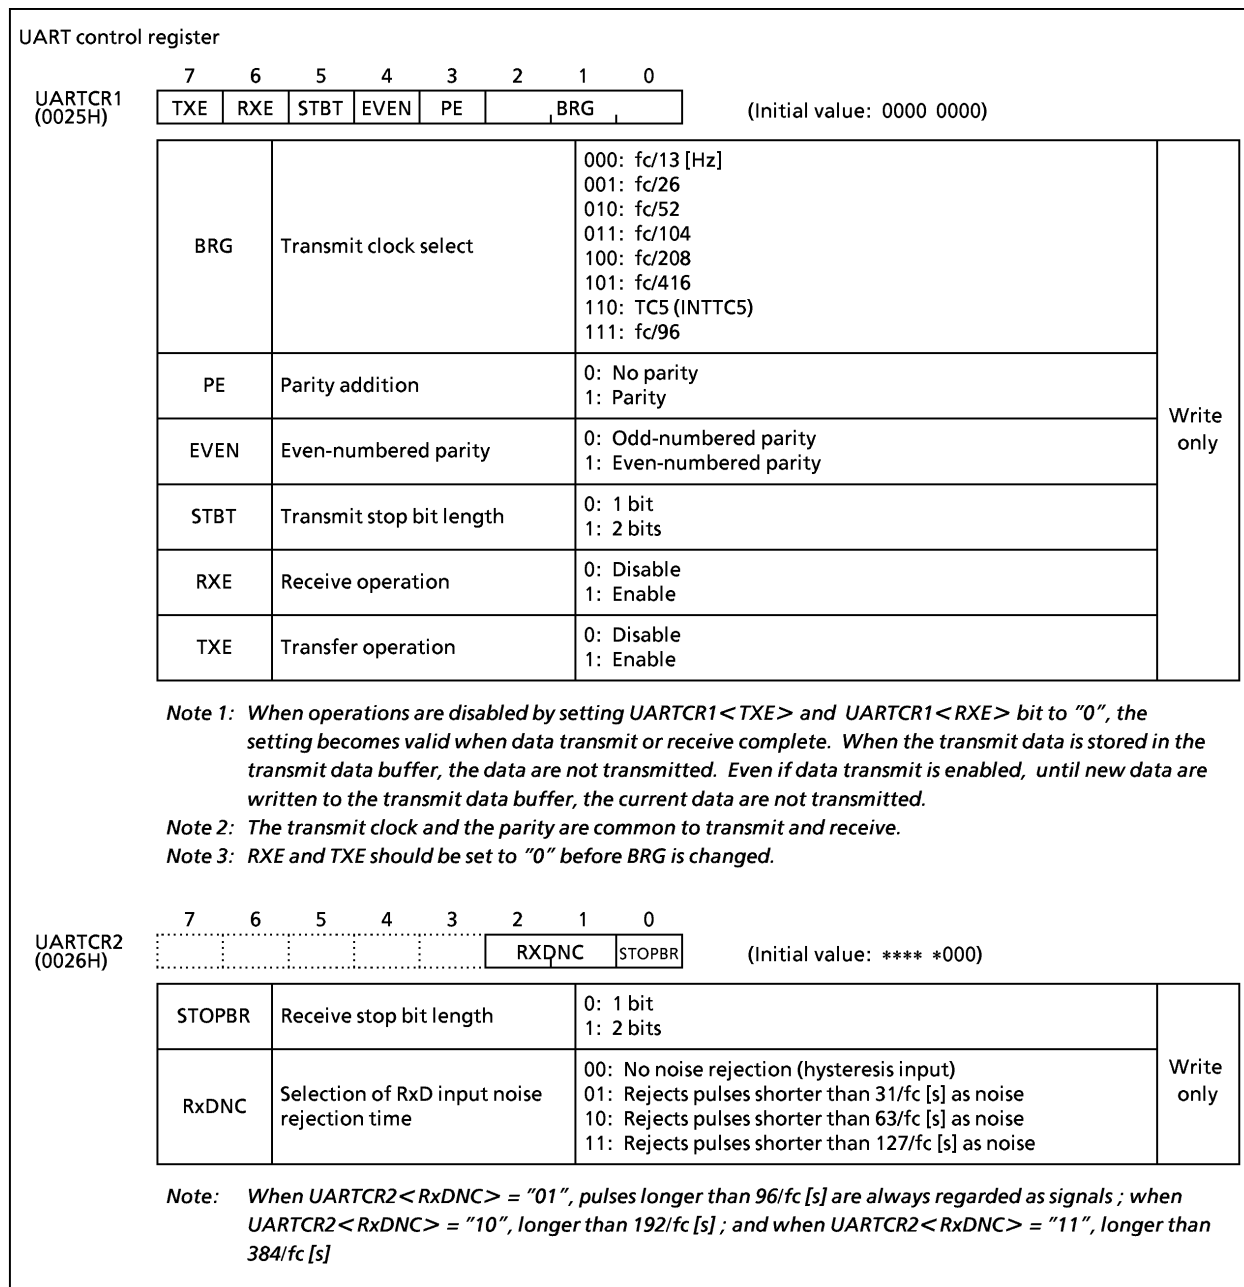 UART control register
7 6 5 4 3 2 1 0
UARTCR1
(0025H)
TXE RXE STBT EVEN PE BRG (Initial value: 0000 0000)
BRG Transmit clock select
000: fc/13 [Hz]
001: fc/26
010: fc/52
011: fc/104
100: fc/208
101: fc/416
110: TC5 (INTTC5)
111: fc/96
PE Parity addition
0: No parity
1: Parity
EVEN Even-numbered parity
0: Odd-numbered parity
1: Even-numbered parity
STBT Transmit stop bit length
0: 1 bit
1: 2 bits
RXE Receive operation
0: Disable
1: Enable
TXE Transfer operation
0: Disable
1: Enable
Write
only
Note 1: When operations are disabled by setting UARTCR1<TXE> and UARTCR1<RXE> bit to "0", the
setting becomes valid when data transmit or receive complete. When the transmit data is stored in the
transmit data buffer, the data are not transmitted. Even if data transmit is enabled, until new data are
written to the transmit data buffer, the current data are not transmitted.
Note 2: The transmit clock and the parity are common to transmit and receive.
Note 3: RXE and TXE should be set to "0" before BRG is changed.
7 6 5 4 3 2 1 0
UARTCR2
(0026H)
RXDNC STOPBR (Initial value: **** *000)
STOPBR Receive stop bit length
0: 1 bit
1: 2 bits
RxDNC Selection of RxD input noise
rejection time
00: No noise rejection (hysteresis input)
01: Rejects pulses shorter than 31/fc [s] as noise
10: Rejects pulses shorter than 63/fc [s] as noise
11: Rejects pulses shorter than 127/fc [s] as noise
Write
only
Note: When UARTCR2<RxDNC> = "01", pulses longer than 96/fc [s] are always regarded as signals ; when
UARTCR2<RxDNC> = "10", longer than 192/fc [s] ; and when UARTCR2<RxDNC> = "11", longer than
384/fc [s]